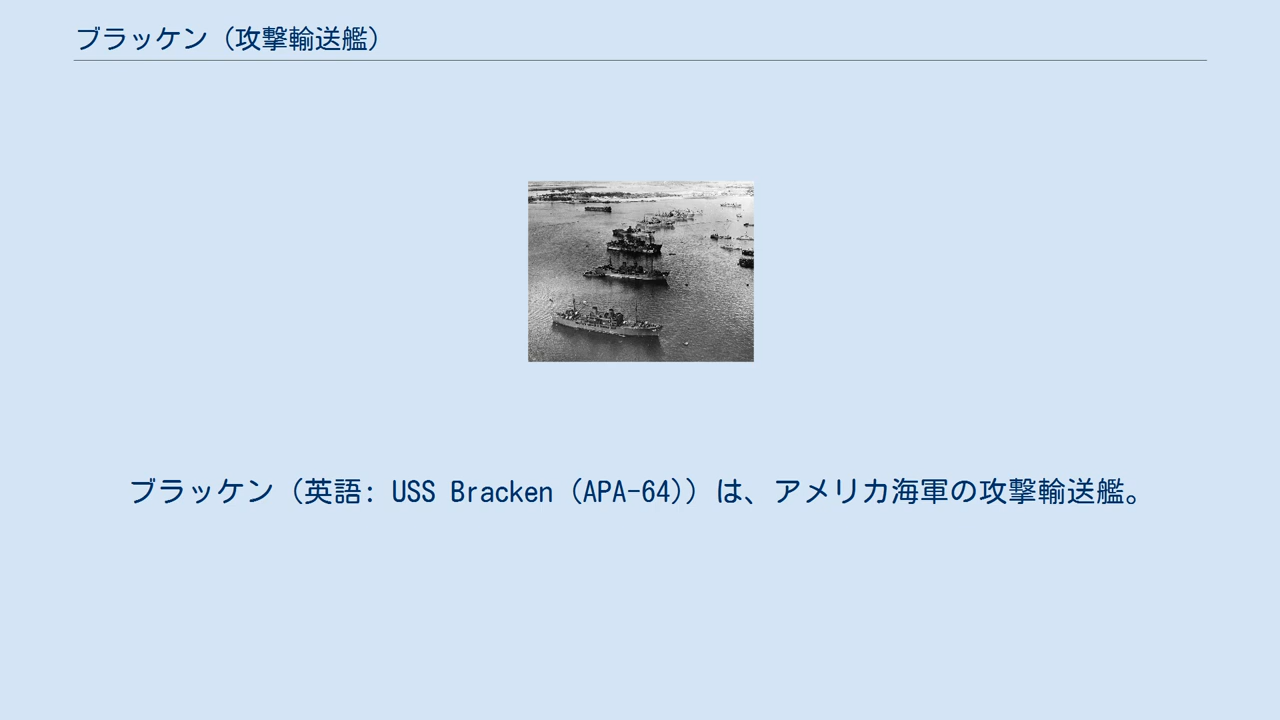 ブラッケン（攻撃輸送艦）
ブラッケン（英語: USS Bracken (APA-64)）は、アメリカ海軍の攻撃輸送艦。